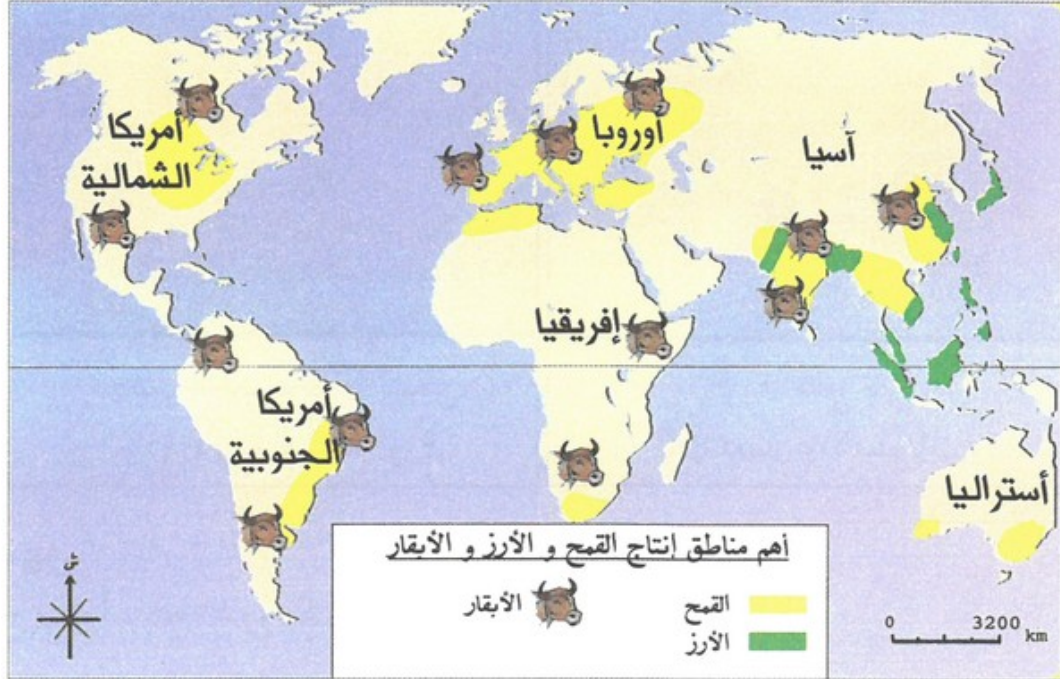 أمريكا
الشمالية
أوروبا
آسيا
إفريقيا
أمريكا
الجنوبية
أستراليا
أهم مناطق إنتاج القمح و الأرز و الأبقار
القمح
الأبقار
الأرز
ش
0 3200 km